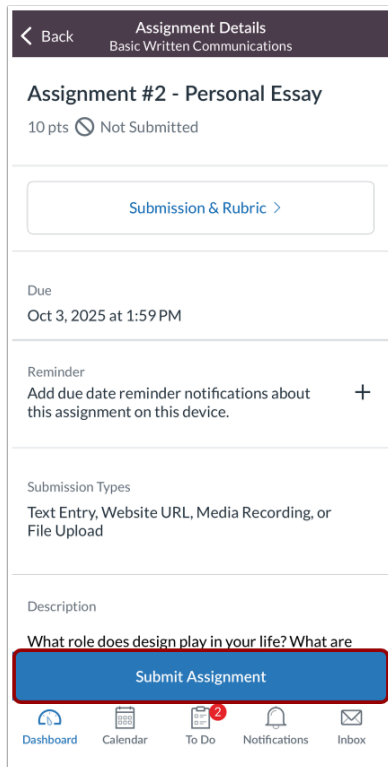 Back
Assignment Details
Basic Written Communications
Assignment #2 - Personal Essay
10 pts Not Submitted
Submission & Rubric >
Due
Oct 3, 2025 at 1:59 PM
Reminder
Add due date reminder notifications about
this assignment on this device.
Submission Types
Text Entry, Website URL, Media Recording, or
File Upload
Description
What role does design play in your life? What are
Submit Assignment
2
Dashboard Calendar To Do Notifications Inbox